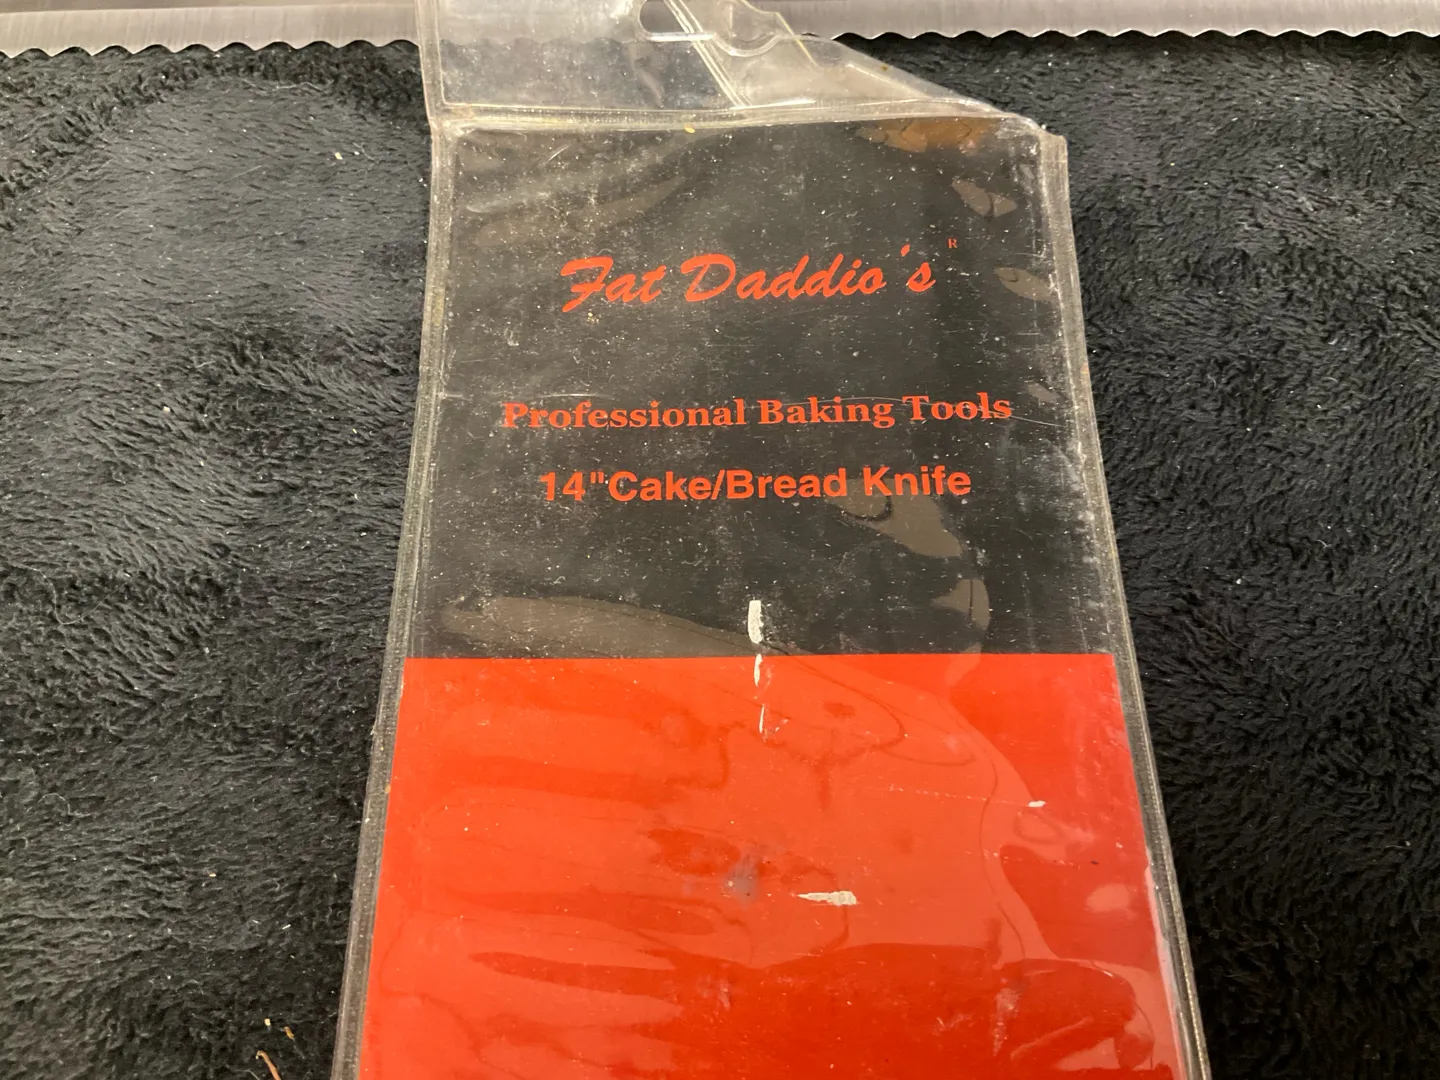 Fat Daddio's ®
Professional Baking Tools
14"Cake/Bread Knife